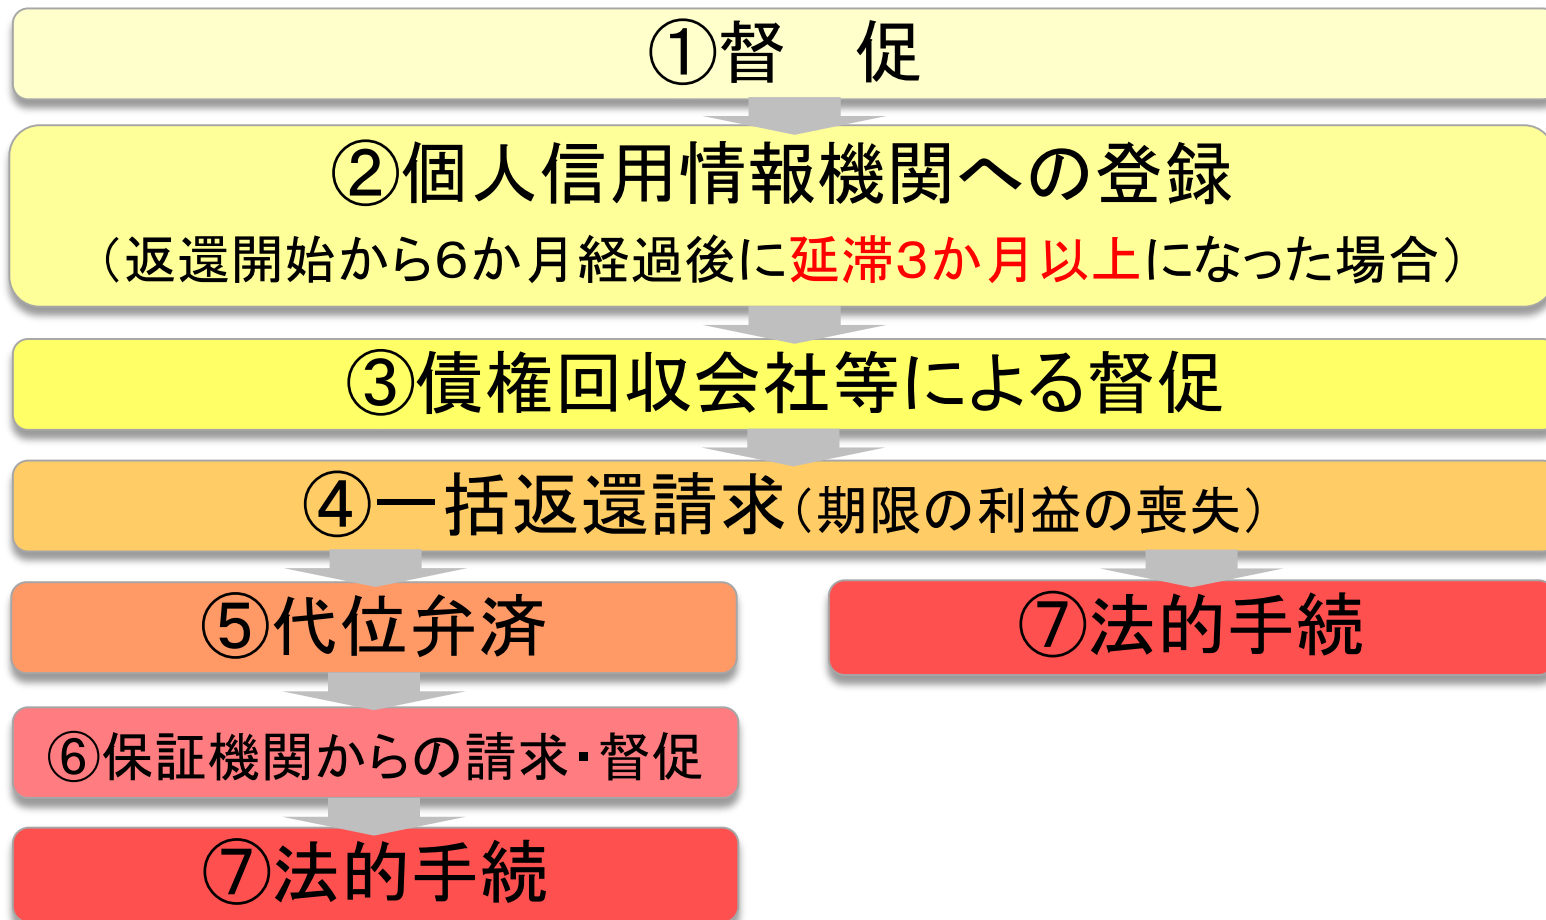 ①督　促
②個人信用情報機関への登録
（返還開始から６か月経過後に延滞３か月以上になった場合）
③債権回収会社等による督促
④一括返還請求（期限の利益の喪失）
⑤代位弁済
⑦法的手続
⑥保証機関からの請求・督促
⑦法的手続